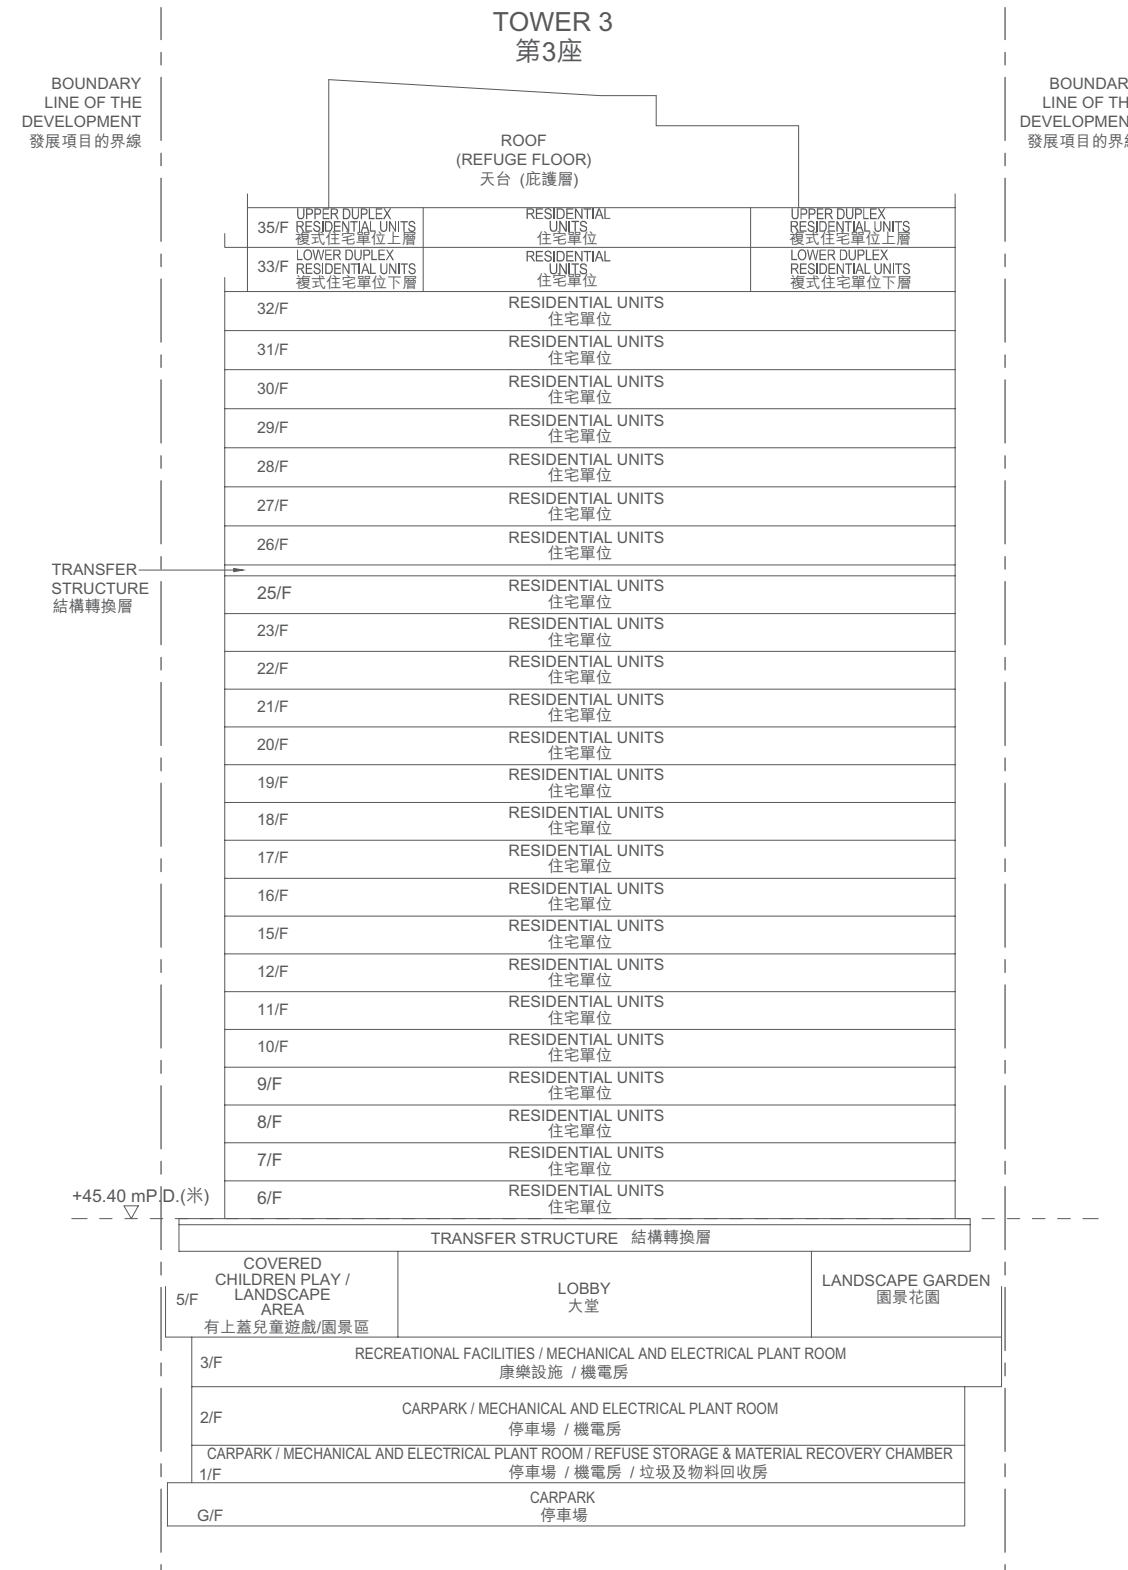 TOWER 3
第3座
BOUNDARY
LINE OF THE
DEVELOPMENT
發展項目的界線
BOUNDAR
LINE OF TH
DEVELOPMEN
發展項目的界
ROOF
(REFUGE FLOOR)
天台 (庇護層)
35/F
UPPER DUPLEX
RESIDENTIAL UNITS
複式住宅單位上層
RESIDENTIAL
UNITS
住宅單位
UPPER DUPLEX
RESIDENTIAL UNITS
複式住宅單位上層
33/F
LOWER DUPLEX
RESIDENTIAL UNITS
複式住宅單位下層
RESIDENTIAL
UNITS
住宅單位
LOWER DUPLEX
RESIDENTIAL UNITS
複式住宅單位下層
32/F
RESIDENTIAL UNITS
住宅單位
31/F
RESIDENTIAL UNITS
住宅單位
30/F
RESIDENTIAL UNITS
住宅單位
29/F
RESIDENTIAL UNITS
住宅單位
28/F
RESIDENTIAL UNITS
住宅單位
27/F
RESIDENTIAL UNITS
住宅單位
26/F
RESIDENTIAL UNITS
住宅單位
TRANSFER
STRUCTURE
結構轉換層
25/F
RESIDENTIAL UNITS
住宅單位
23/F
RESIDENTIAL UNITS
住宅單位
22/F
RESIDENTIAL UNITS
住宅單位
21/F
RESIDENTIAL UNITS
住宅單位
20/F
RESIDENTIAL UNITS
住宅單位
19/F
RESIDENTIAL UNITS
住宅單位
18/F
RESIDENTIAL UNITS
住宅單位
17/F
RESIDENTIAL UNITS
住宅單位
16/F
RESIDENTIAL UNITS
住宅單位
15/F
RESIDENTIAL UNITS
住宅單位
12/F
RESIDENTIAL UNITS
住宅單位
11/F
RESIDENTIAL UNITS
住宅單位
10/F
RESIDENTIAL UNITS
住宅單位
9/F
RESIDENTIAL UNITS
住宅單位
8/F
RESIDENTIAL UNITS
住宅單位
7/F
RESIDENTIAL UNITS
住宅單位
+45.40 mP.D.(米)
6/F
RESIDENTIAL UNITS
住宅單位
TRANSFER STRUCTURE 結構轉換層
5/F
COVERED
CHILDREN PLAY /
LANDSCAPE
AREA
有上蓋兒童遊戲/園景區
LOBBY
大堂
LANDSCAPE GARDEN
園景花園
3/F
RECREATIONAL FACILITIES / MECHANICAL AND ELECTRICAL PLANT ROOM
康樂設施 / 機電房
2/F
CARPARK / MECHANICAL AND ELECTRICAL PLANT ROOM
停車場 / 機電房
CARPARK / MECHANICAL AND ELECTRICAL PLANT ROOM / REFUSE STORAGE & MATERIAL RECOVERY CHAMBER
1/F
停車場 / 機電房 / 垃圾及物料回收房
CARPARK
停車場
G/F